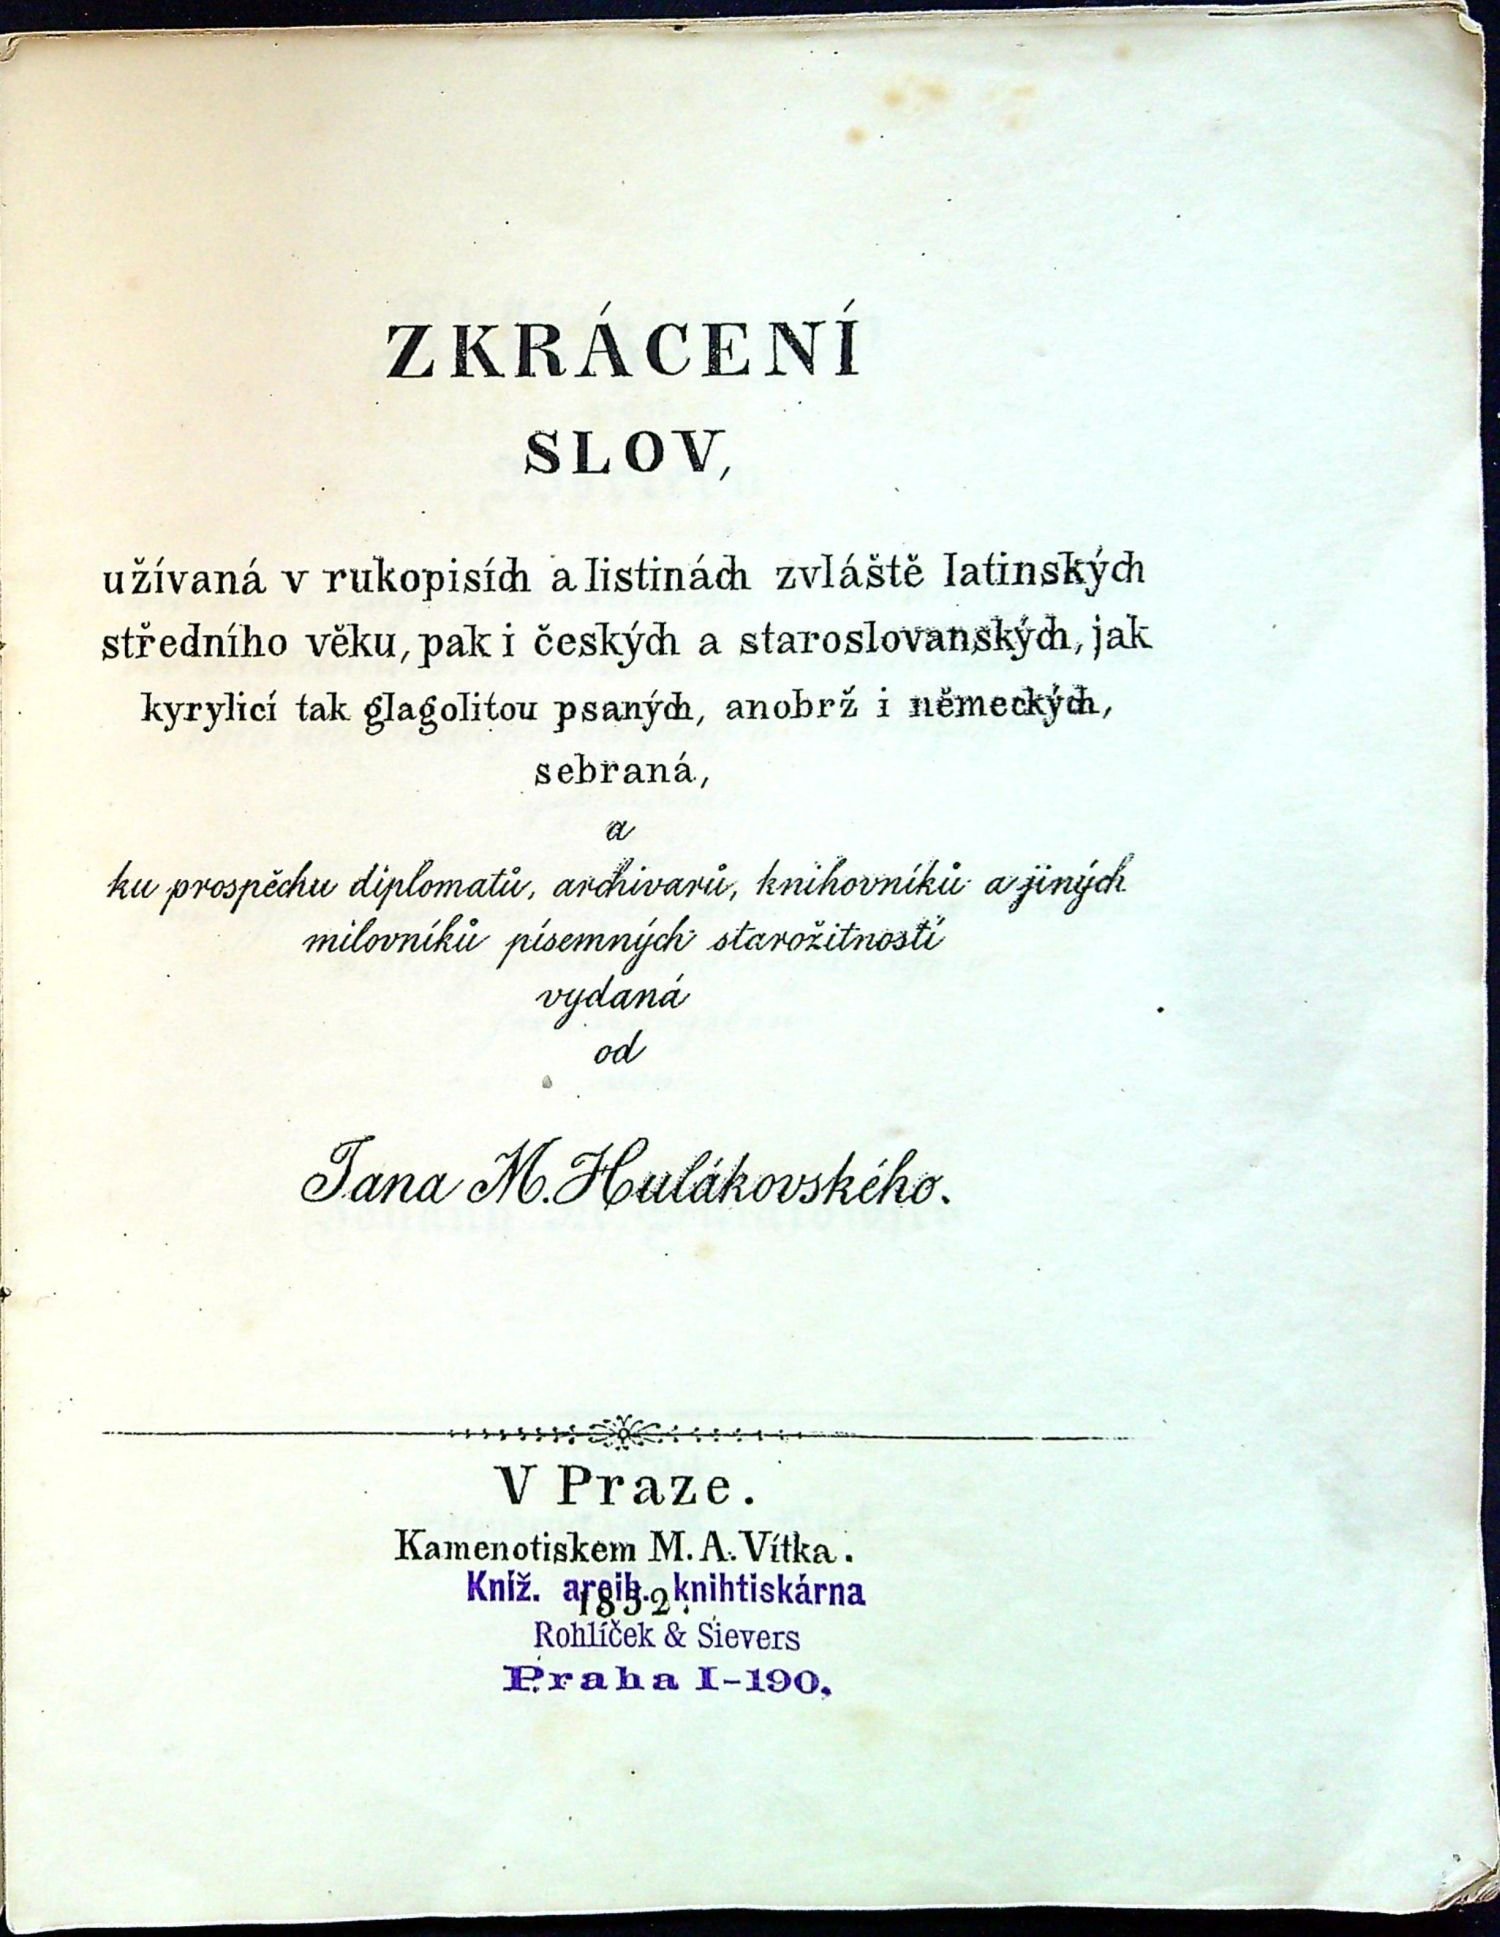 ZKRÁCENÍ
SLOV,
užívaná v rukopisích a listinách zvláště latinských
středního věku, pak i českých a staroslovanských, jak
kyrylicí tak glagolitou psaných, anobrž i německých,
sebraná,
a
ku prospěchu diplomatů, archivarů, knihovníků a jiných
milovníků písemných starožitností
vydaná
od
Jana M. Hulákovského.
V Praze.
Kamenotiskem M. A. Vítka.
Kníž. arcib. knihtiskárna
1852.
Rohlíček & Sievers
Praha I-190.